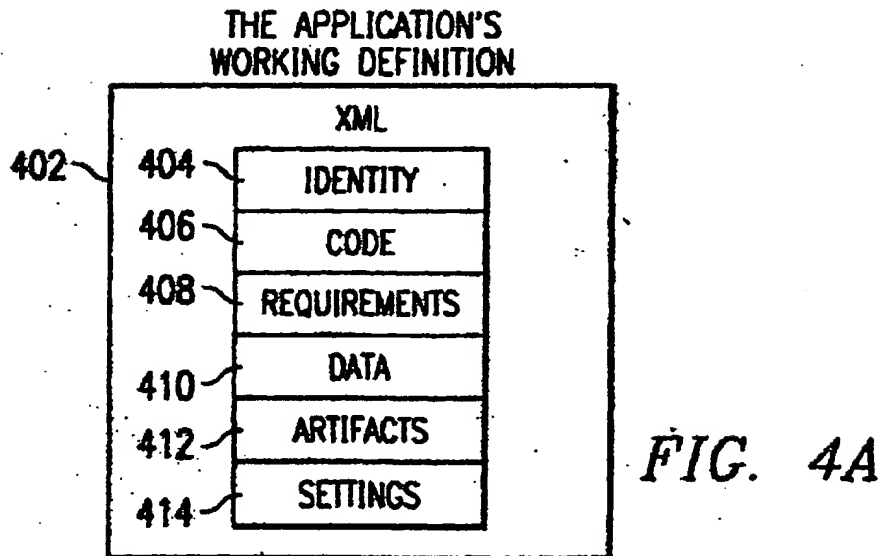 THE APPLICATION'S
WORKING DEFINITION
XML
402
404
IDENTITY
406
CODE
408
REQUIREMENTS
410
DATA
412
ARTIFACTS
414
SETTINGS
FIG. 4A